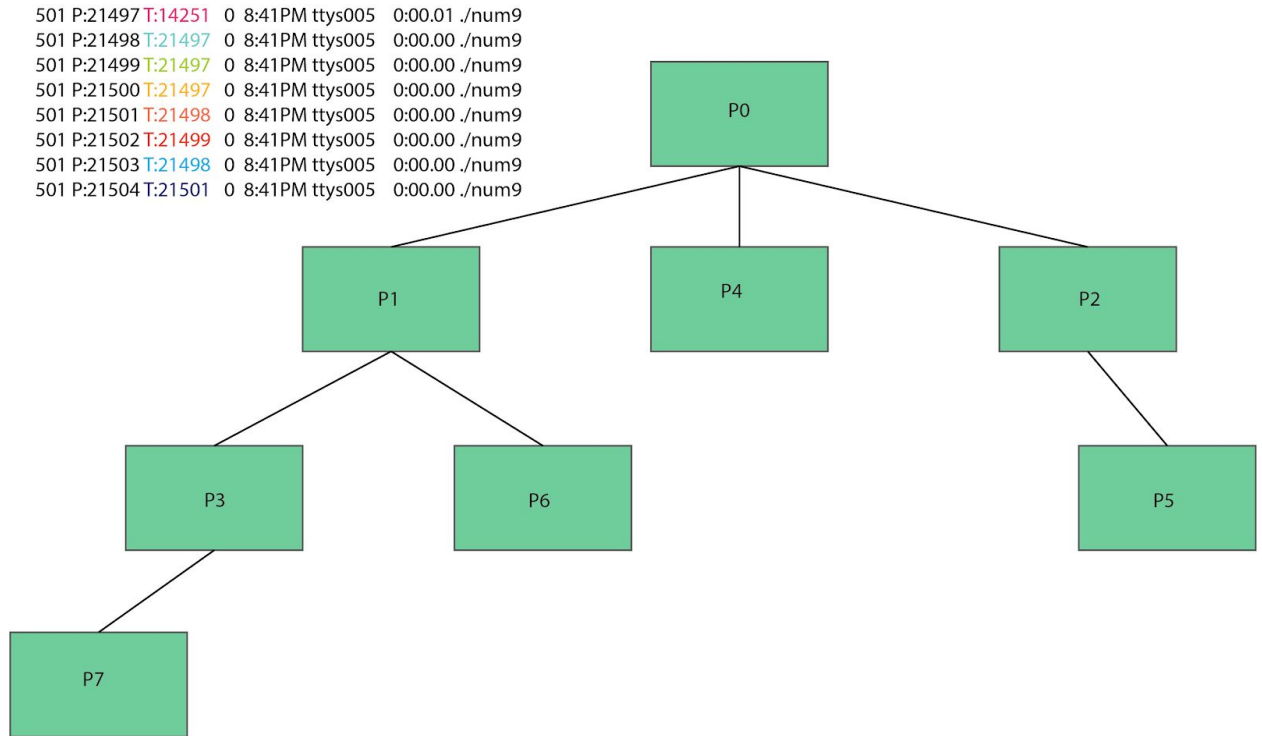 501 P:21497 T:14251 0 8:41PM ttys005 0:00.01 ./num9
501 P:21498 T:21497 0 8:41PM ttys005 0:00.00 ./num9
501 P:21499 T:21497 0 8:41PM ttys005 0:00.00 ./num9
501 P:21500 T:21497 0 8:41PM ttys005 0:00.00 ./num9
501 P:21501 T:21498 0 8:41PM ttys005 0:00.00 ./num9
501 P:21502 T:21499 0 8:41PM ttys005 0:00.00 ./num9
501 P:21503 T:21498 0 8:41PM ttys005 0:00.00 ./num9
501 P:21504 T:21501 0 8:41PM ttys005 0:00.00 ./num9
P0
P1
P4
P2
P3
P6
P5
P7